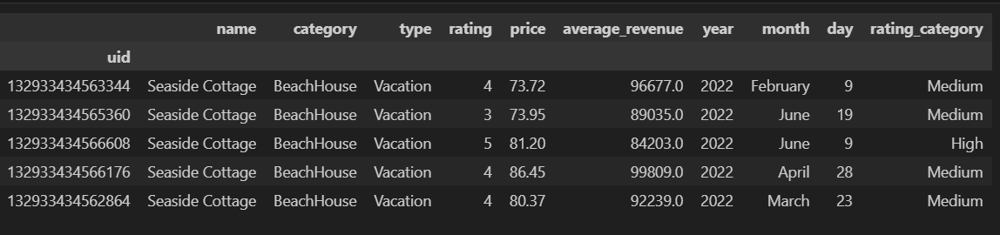 name category type rating price average_revenue year month day rating_category
uid
132933434563344 Seaside Cottage BeachHouse Vacation 4 73.72 96677.0 2022 February 9 Medium
132933434565360 Seaside Cottage BeachHouse Vacation 3 73.95 89035.0 2022 June 19 Medium
132933434566608 Seaside Cottage BeachHouse Vacation 5 81.20 84203.0 2022 June 9 High
132933434566176 Seaside Cottage BeachHouse Vacation 4 86.45 99809.0 2022 April 28 Medium
132933434562864 Seaside Cottage BeachHouse Vacation 4 80.37 92239.0 2022 March 23 Medium